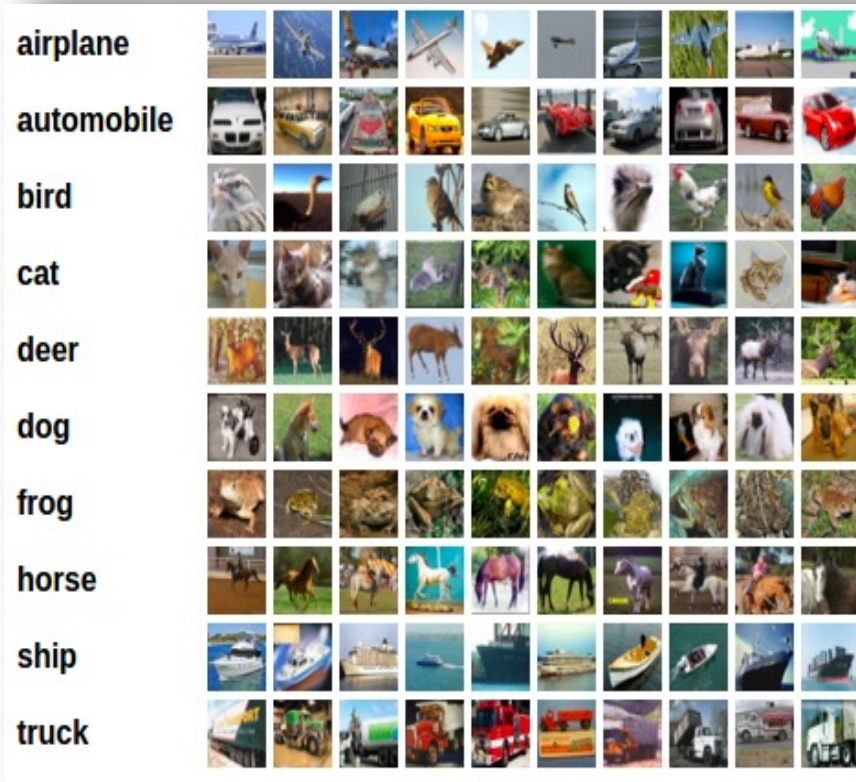 airplane
automobile
bird
cat
deer
dog
frog
horse
ship
truck